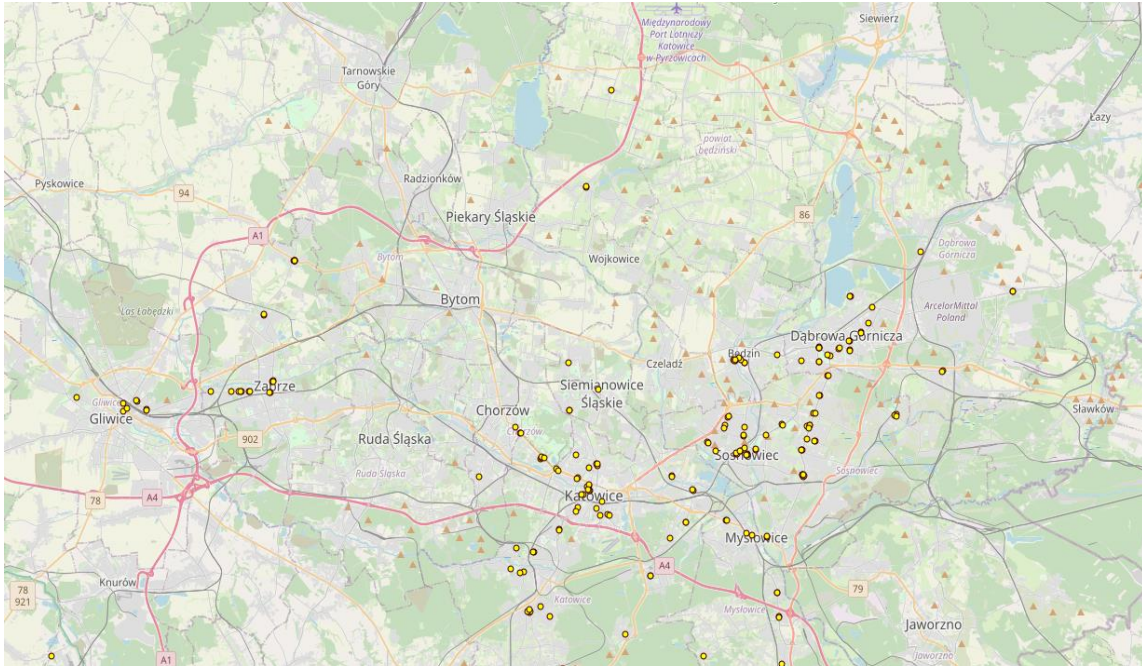 Siewierz
Międzynarodowy
Port Lotniczy
Katowice
w Pyrzowicach
Tarnowskie
Góry
Łazy
powiat
będziński
Radzionków
Pyskowice
94
Piekary Śląskie
86
A1
Bytom
Wojkowice
Dąbrowa
Górnicza
Bytom
Las Łabędzki
ArcelorMittal
Poland
Dąbrowa Górnicza
Będzin
Czeladź
Zabrze
Siemianowice
Śląskie
Gliwice
Gliwice
Chorzów
Sławków
Chorzów
902
Ruda Śląska
Sosnowiec
Ruda Śląska
Sosnowiec
78
A4
Katowice
Mysłowice
A4
Knurów
78
921
79
Katowice
Mysłowice
Jaworzno
Jaworzno
A1